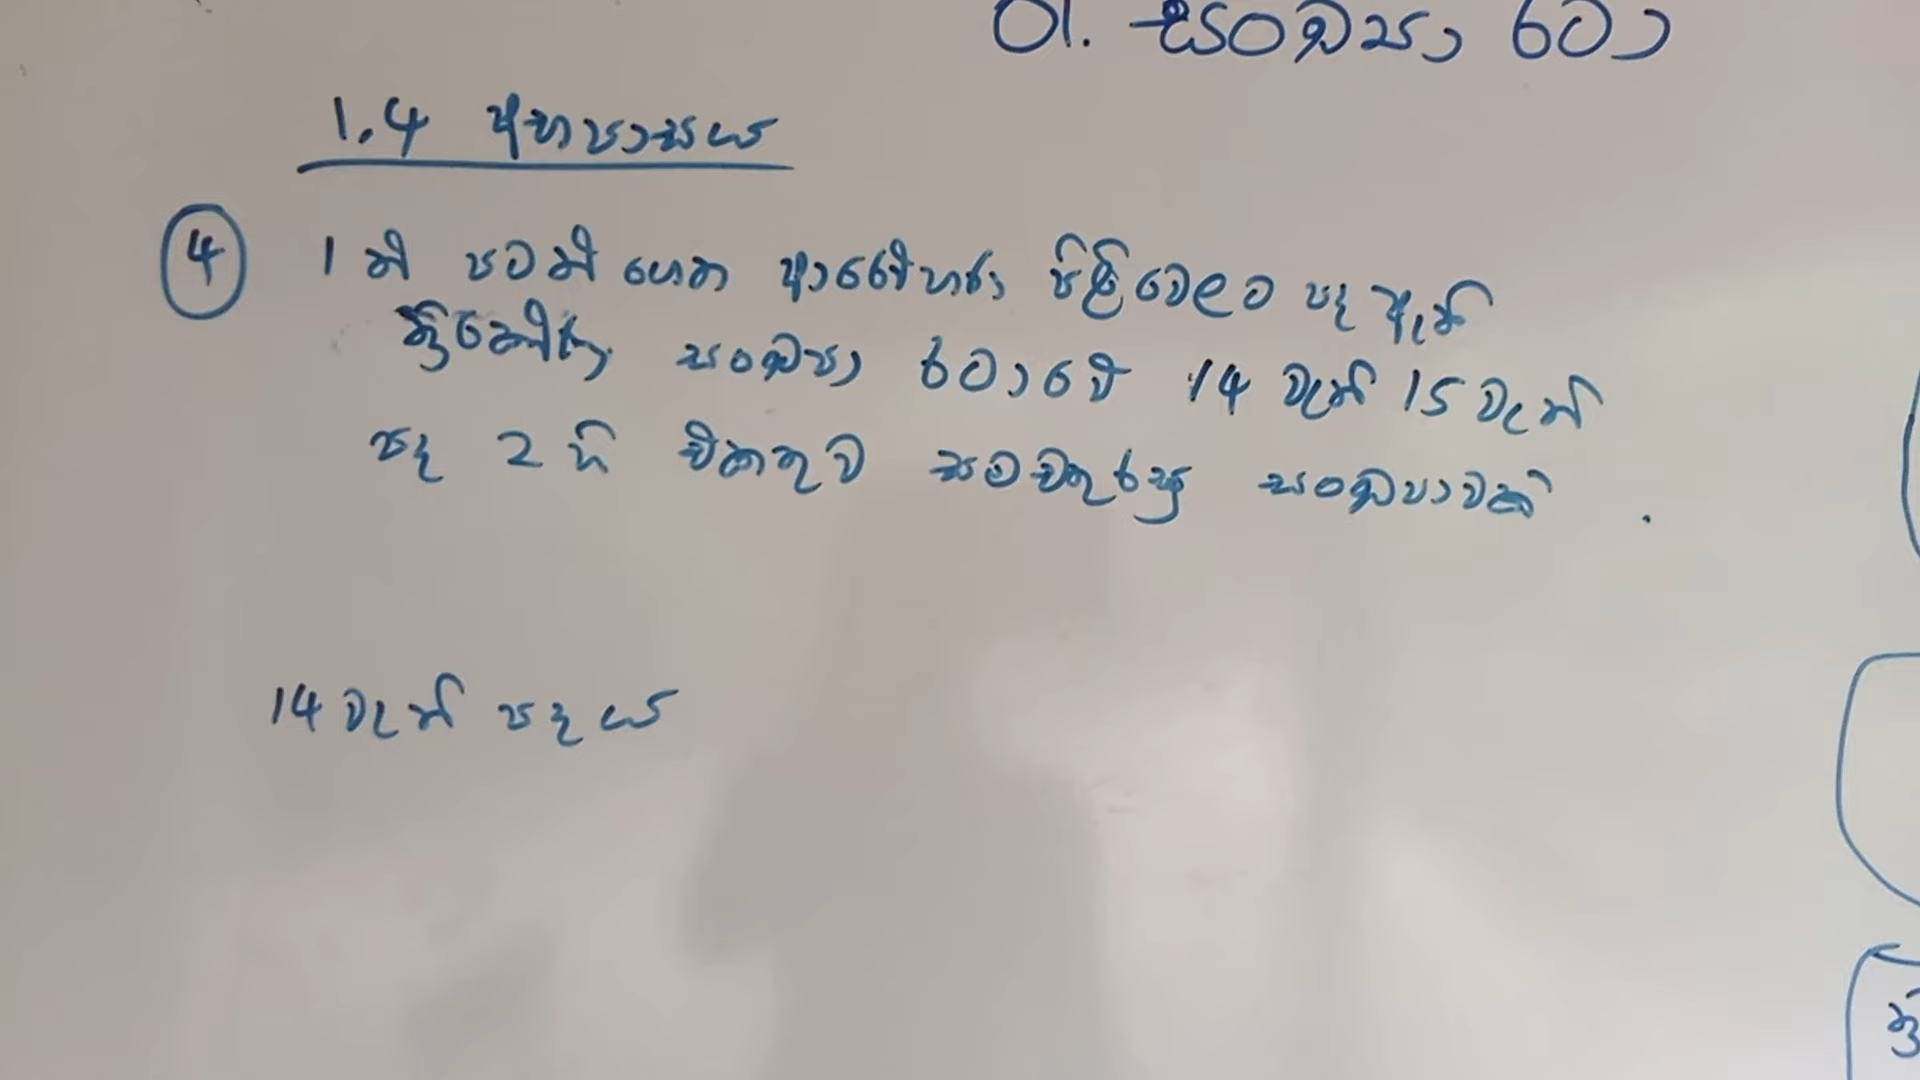 01. සංඛ්‍යා රටා
1.4 අභ්‍යාසය
4 1 න් පටන් ගෙන ආරෝහණ පිළිවෙලට පද ඇති
ත්‍රිකෝණ සංඛ්‍යා රටාවේ 14 වැනි 15 වැනි
පද 2 හි එකතුව සමචතුරස්‍ර සංඛ්‍යාවකි .
14 වැනි පදය